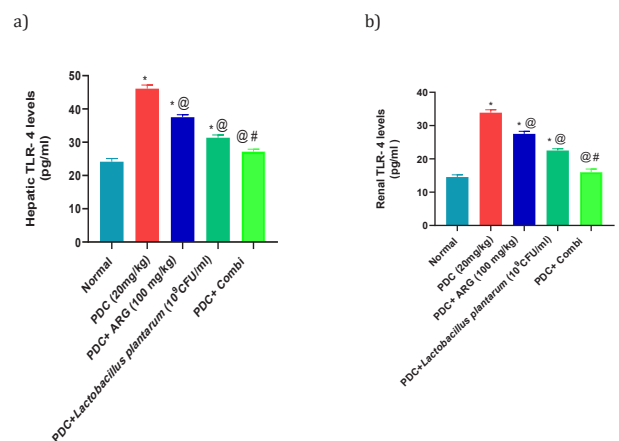 a)
Hepatic TLR- 4 levels
(pg/ml)
50
40
30
20
10
0
*
* @
* @
@ #
Normal
PDC (20mg/kg)
PDC+ ARG (100 mg/kg)
PDC+Lactobacillus plantarum (10⁹CFU/ml)
PDC+ Combi
b)
Renal TLR- 4 levels
(pg/ml )
40
30
20
10
0
*
* @
* @
@ #
Normal
PDC (20mg/kg)
PDC+ ARG (100 mg/kg)
PDC+Lactobacillus plantarum (10⁹CFU/ml)
PDC+ Combi